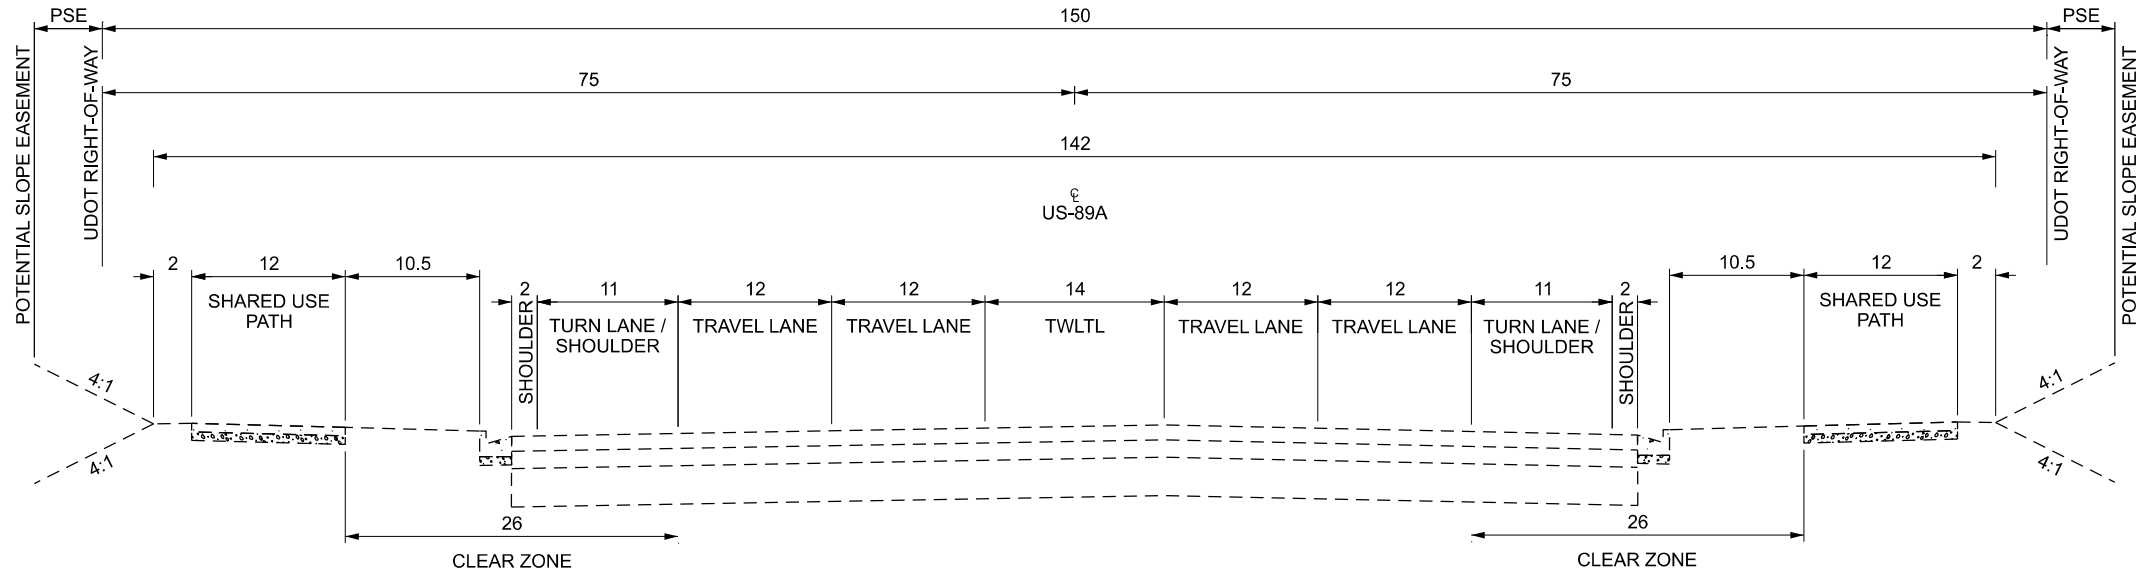 PSE
150
PSE
75
75
142
POTENTIAL SLOPE EASEMENT
UDOT RIGHT-OF-WAY
UDOT RIGHT-OF-WAY
POTENTIAL SLOPE EASEMENT
℄
US-89A
2
12
10.5
2
11
12
12
14
12
12
11
2
10.5
12
2
SHARED USE
PATH
SHOULDER
TURN LANE /
SHOULDER
TRAVEL LANE
TRAVEL LANE
TWLTL
TRAVEL LANE
TRAVEL LANE
TURN LANE /
SHOULDER
SHOULDER
SHARED USE
PATH
4:1
4:1
4:1
4:1
26
CLEAR ZONE
26
CLEAR ZONE